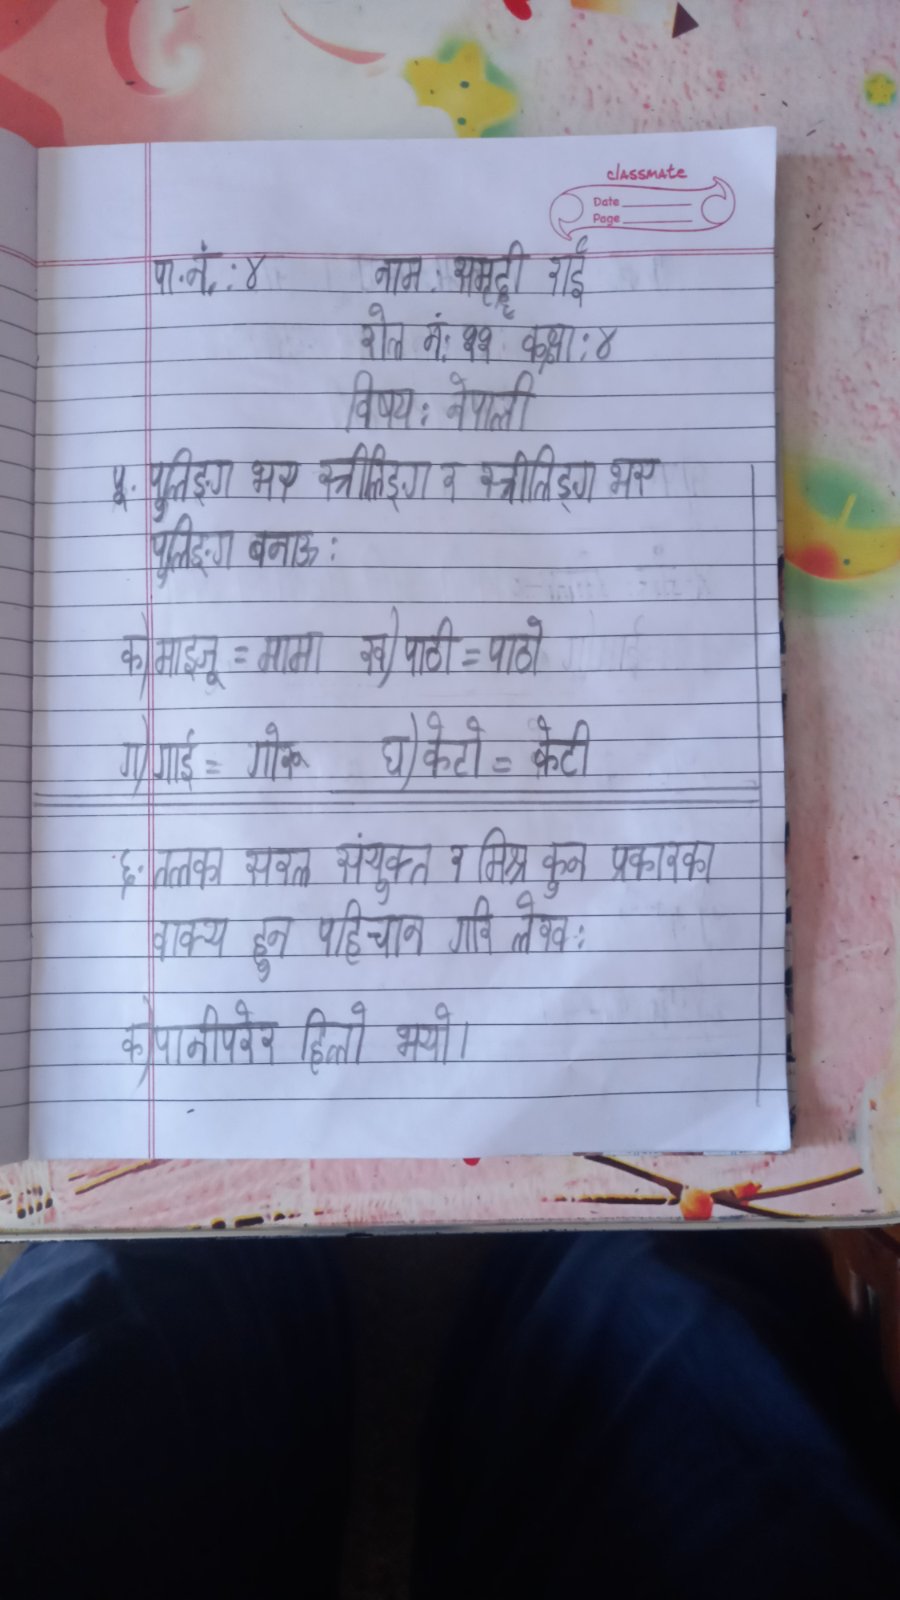 classmate
Date
Page
पा.नं.:४ नाम: समृद्दी राई
रोल नं: ११ कक्षा:४
विषय: नेपाली
५. पुलिङ्ग भए स्त्रीलिङ्ग र स्त्रीलिङ्ग भए
पुलिङ्ग बनाऊ:
क) माइजू = मामा ख) पाठी = पाठो
ग) गाई = गोरू घ) केटो = केटी
६. तलका सरल संयुक्त र मिश्र कुन प्रकारका
वाक्य हुन पहिचान गरि लेख:
क) पानीपरेर हिलो भयो।